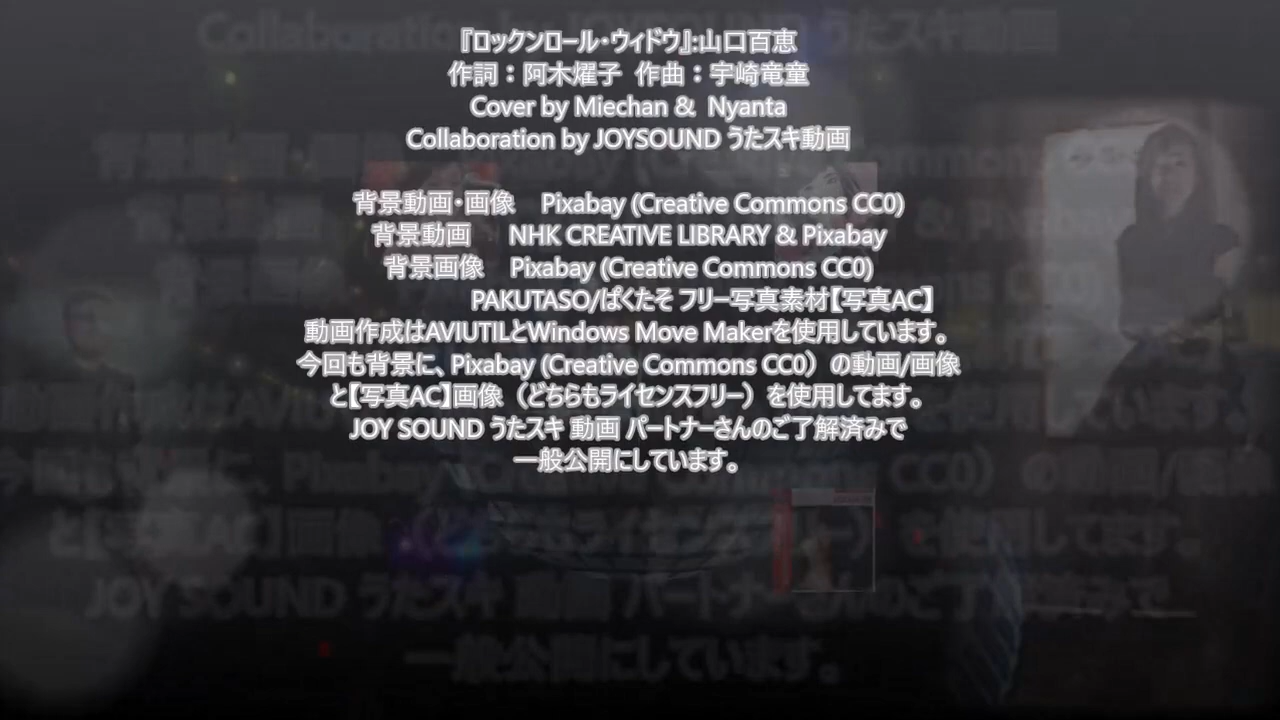 『ロックンロール・ウィドウ』:山口百恵
作詞：阿木燿子 作曲：宇崎竜童
Cover by Miechan & Nyanta
Collaboration by JOYSOUND うたスキ動画
背景動画・画像 Pixabay (Creative Commons CC0)
背景動画 NHK CREATIVE LIBRARY & Pixabay
背景画像 Pixabay (Creative Commons CC0)
PAKUTASO/ぱくたそ フリー写真素材【写真AC】
動画作成はAVIUTILとWindows Move Makerを使用しています。
今回も背景に、Pixabay (Creative Commons CC0）の動画/画像
と【写真AC】画像（どちらもライセンスフリー）を使用してます。
JOY SOUND うたスキ 動画 パートナーさんのご了解済みで
一般公開にしています。